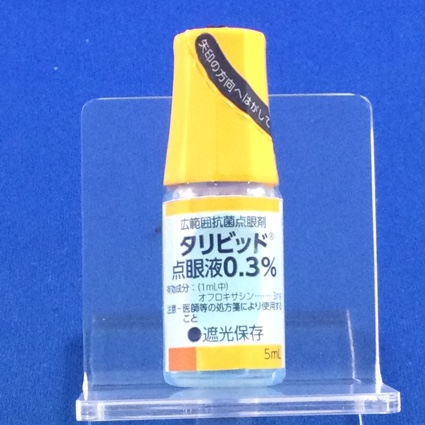 矢印の方向へはがして
広範囲抗菌点眼剤
タリビッド®
点眼液0.3%
有効成分:(1mL中)
オフロキサシン……3mg
注意-医師等の処方箋により使用する
こと
●遮光保存
5mL